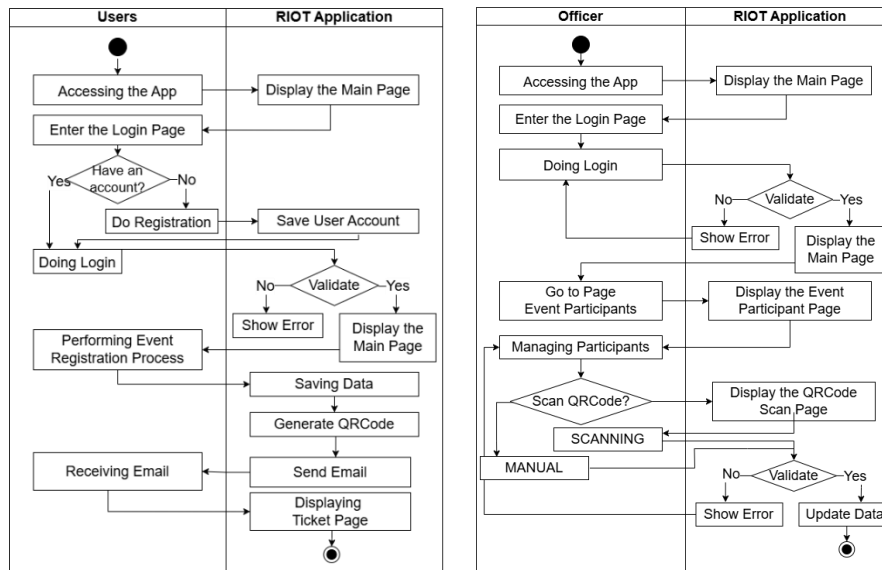 Users
RIOT Application
Accessing the App
Display the Main Page
Enter the Login Page
Have an
account?
Yes
No
Do Registration
Save User Account
Doing Login
No
Validate
Yes
Show Error
Display the
Main Page
Performing Event
Registration Process
Saving Data
Generate QRCode
Receiving Email
Send Email
Displaying
Ticket Page
Officer
RIOT Application
Accessing the App
Display the Main Page
Enter the Login Page
Doing Login
No
Validate
Yes
Show Error
Display the
Main Page
Go to Page
Event Participants
Display the Event
Participant Page
Managing Participants
Scan QRCode?
Display the QRCode
Scan Page
SCANNING
MANUAL
No
Validate
Yes
Show Error
Update Data